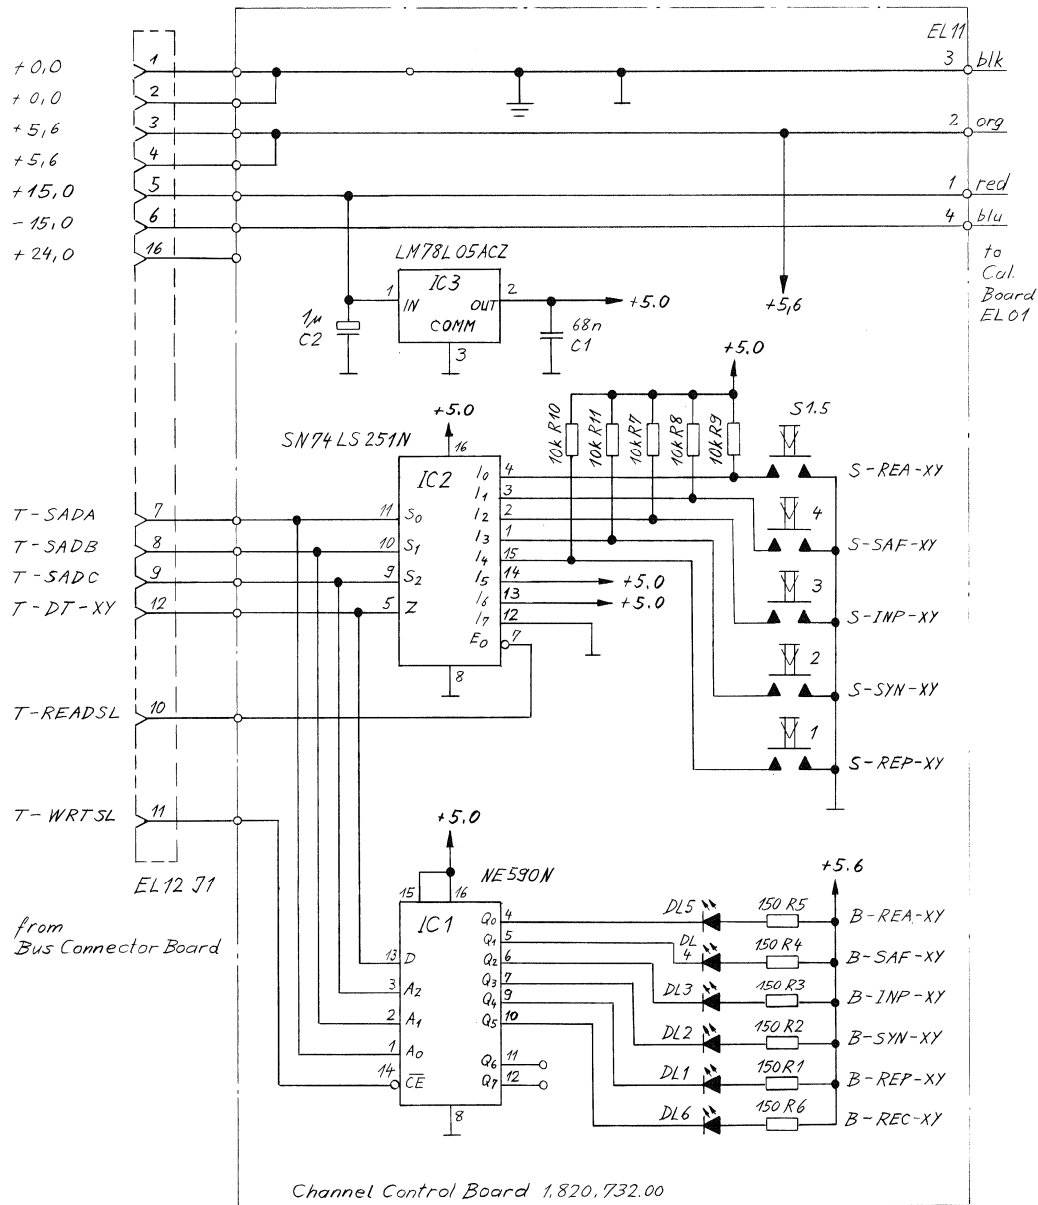 EL11
+0,0 1 3 blk
+0,0 2
+5,6 3 2 org
+5,6 4
+15,0 5 1 red
-15,0 6 4 blu
+24,0 16
to
Cal.
Board
EL01
LM78L05ACZ
IC3
1 IN OUT 2
COMM
3
+5.0
+5,6
1µ
C2
68n
C1
+5.0
10k R10
10k R11
10k R7
10k R8
10k R9
+5.0
16
SN74LS251N
IC2
I0 4
I1 3
I2 2
I3 1
I4 15
I5 14 +5.0
I6 13 +5.0
I7 12
E0 7
8
S1.5
S-REA-XY
4
S-SAF-XY
3
S-INP-XY
2
S-SYN-XY
1
S-REP-XY
T-SADA 7 11 S0
T-SADB 8 10 S1
T-SADC 9 9 S2
T-DT-XY 12 5 Z
T-READSL 10
T-WRTSL 11
EL12 J1
from
Bus Connector Board
+5.0
15 16
NE590N
IC1
13 D
3 A2
2 A1
1 A0
14 CE
8
Q0 4
Q1 5
Q2 6
Q3 7
Q4 9
Q5 10
Q6 11
Q7 12
+5.6
DL5 150 R5 B-REA-XY
DL
4 150 R4 B-SAF-XY
DL3 150 R3 B-INP-XY
DL2 150 R2 B-SYN-XY
DL1 150 R1 B-REP-XY
DL6 150 R6 B-REC-XY
Channel Control Board 1.820.732.00